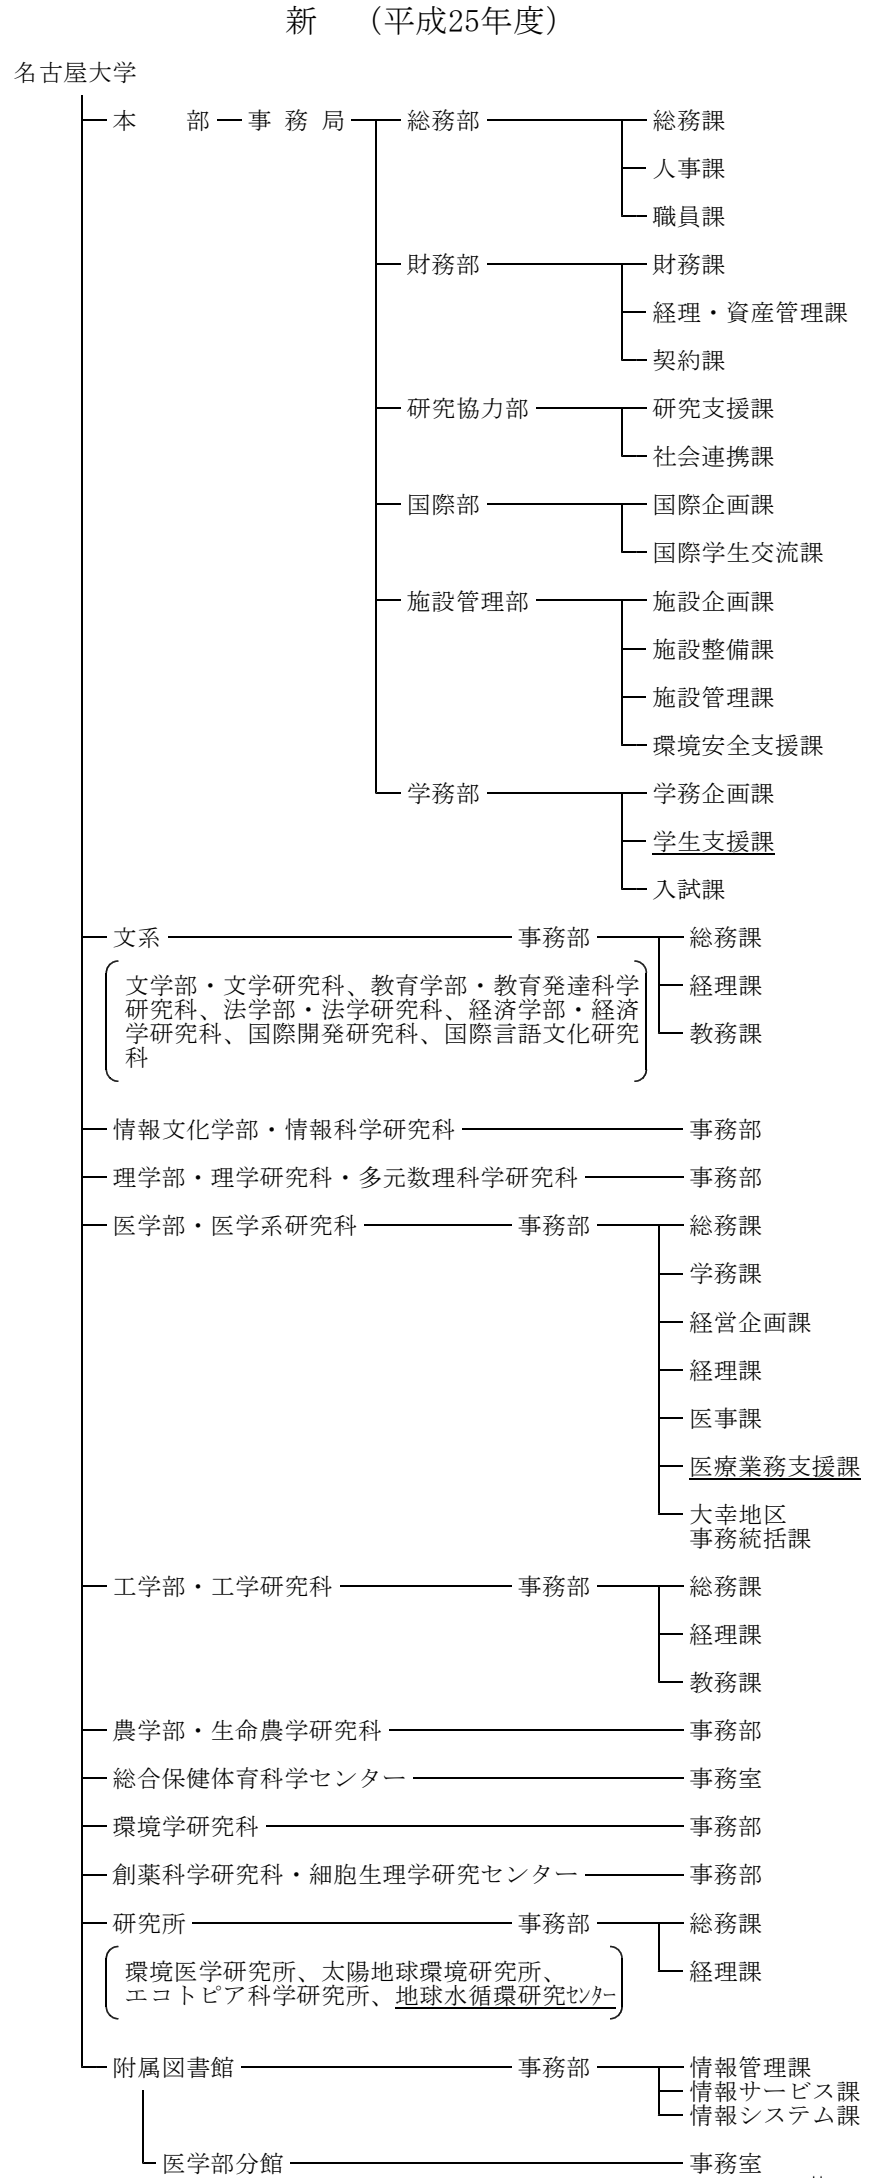 新　（平成25年度）
名古屋大学
本　　部　事 務 局　総務部　総務課
人事課
職員課
財務部　財務課
経理・資産管理課
契約課
研究協力部　研究支援課
社会連携課
国際部　国際企画課
国際学生交流課
施設管理部　施設企画課
施設整備課
施設管理課
環境安全支援課
学務部　学務企画課
学生支援課
入試課
文系　事務部　総務課
文学部・文学研究科、教育学部・教育発達科学　経理課
研究科、法学部・法学研究科、経済学部・経済
学研究科、国際開発研究科、国際言語文化研究　教務課
科
情報文化学部・情報科学研究科　事務部
理学部・理学研究科・多元数理科学研究科　事務部
医学部・医学系研究科　事務部　総務課
学務課
経営企画課
経理課
医事課
医療業務支援課
大幸地区
事務統括課
工学部・工学研究科　事務部　総務課
経理課
教務課
農学部・生命農学研究科　事務部
総合保健体育科学センター　事務室
環境学研究科　事務部
創薬科学研究科・細胞生理学研究センター　事務部
研究所　事務部　総務課
環境医学研究所、太陽地球環境研究所、　経理課
エコトピア科学研究所、地球水循環研究ｾﾝﾀｰ
附属図書館　事務部　情報管理課
情報サービス課
情報システム課
医学部分館　事務室